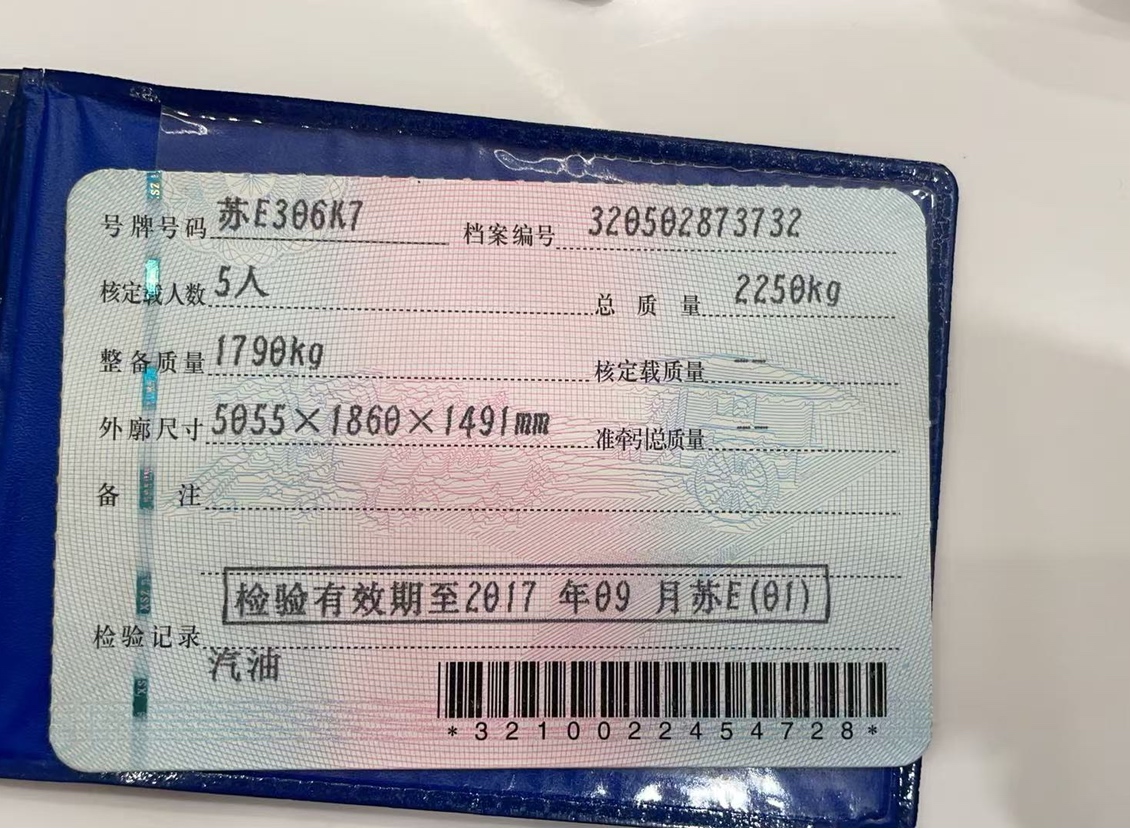 号牌号码 苏E306K7 档案编号 320502873732
核定载人数 5人 总质量 2250kg
整备质量 1790kg 核定载质量 --
外廓尺寸 5055×1860×1491mm 准牵引总质量 --
备注
检验有效期至2017年09月苏E(01)
检验记录
汽油
*3210022454728*